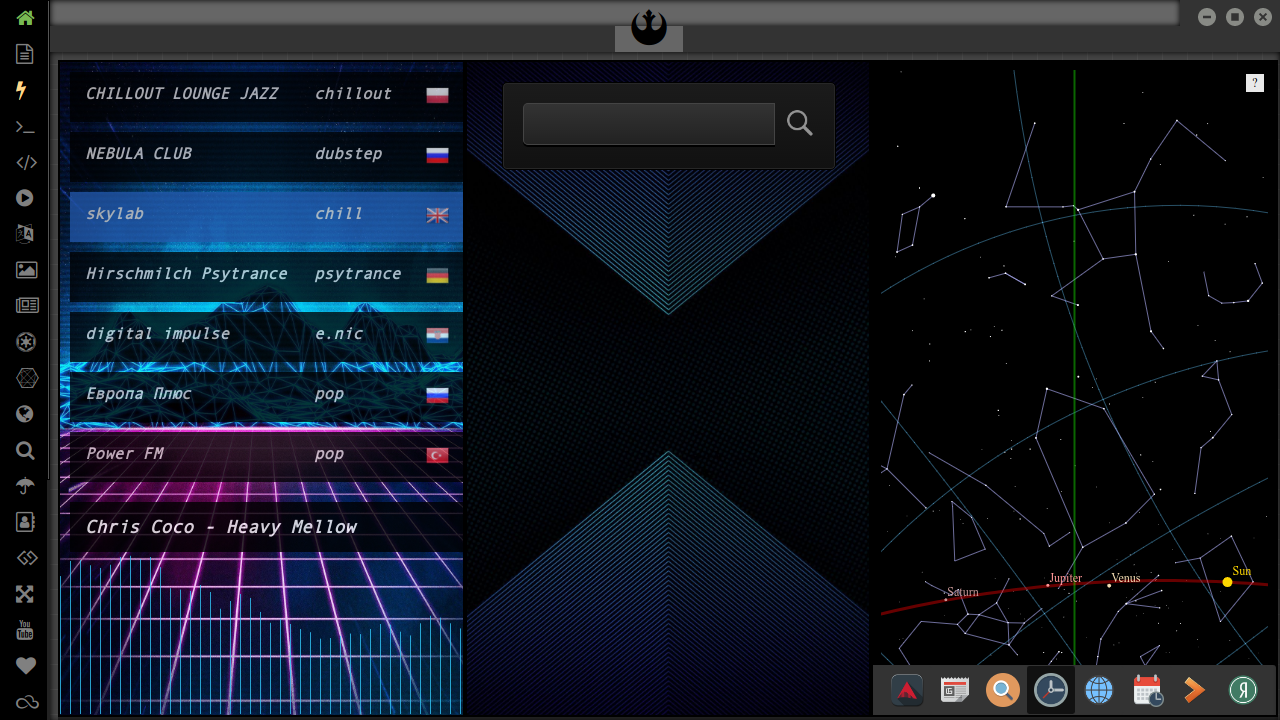 CHILLOUT LOUNGE JAZZ chillout
NEBULA CLUB dubstep
skylab chill
Hirschmilch Psytrance psytrance
digital impulse e.nic
Европа Плюс pop
Power FM pop
Chris Coco - Heavy Mellow
?
Sun
Jupiter Venus
Saturn
You
Tube
Я